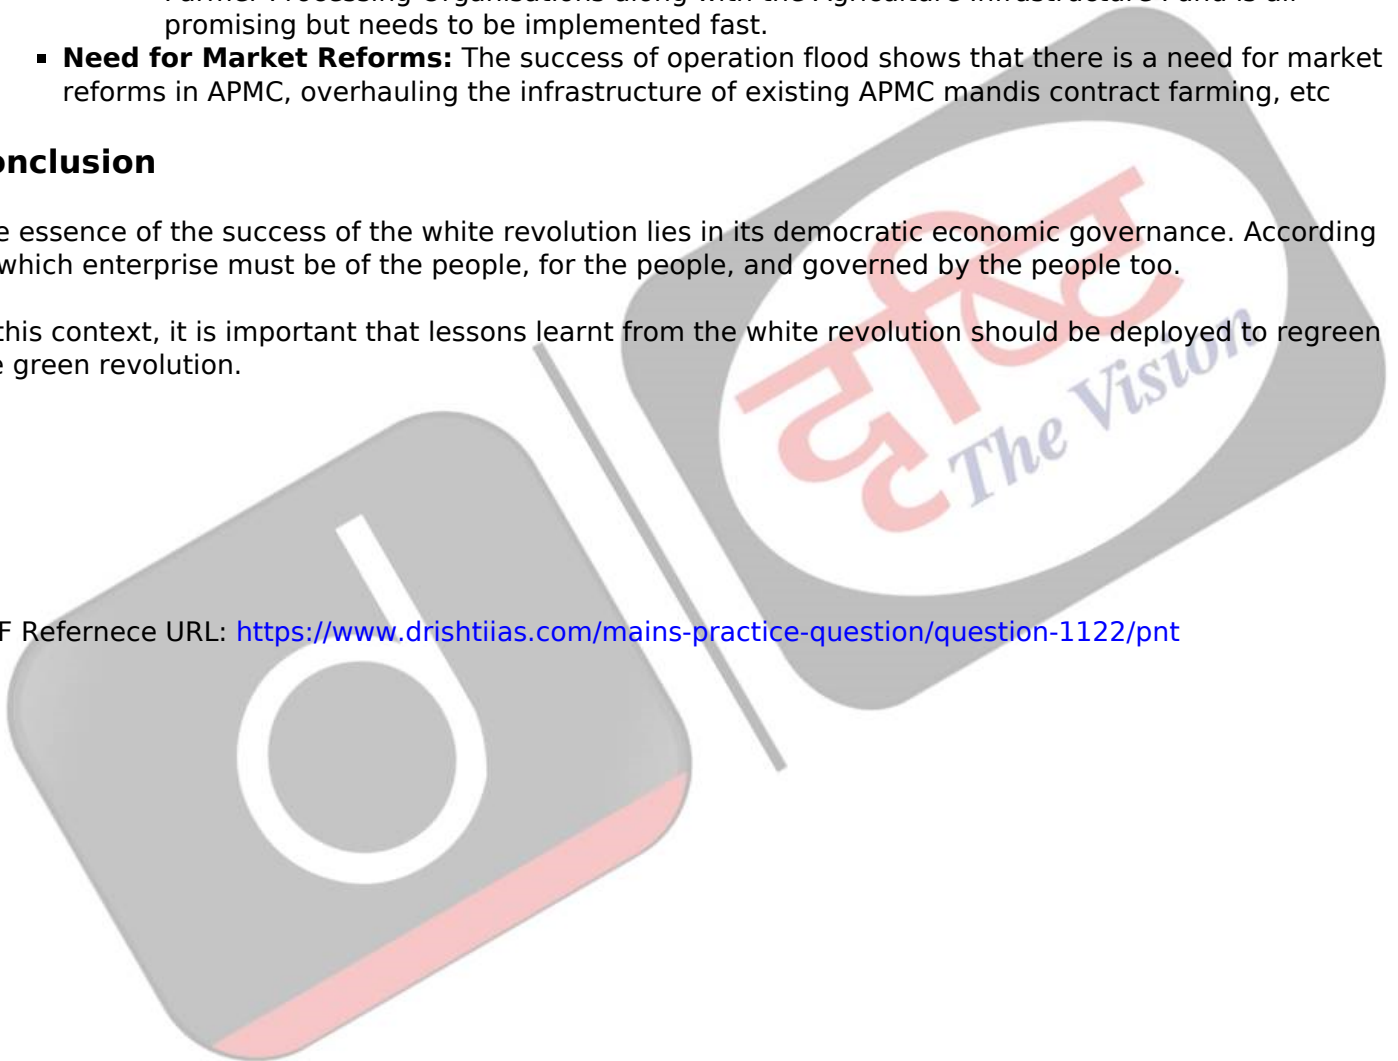 promising but needs to be implemented fast.
▪ Need for Market Reforms: The success of operation flood shows that there is a need for market
reforms in APMC, overhauling the infrastructure of existing APMC mandis contract farming, etc
onclusion
e essence of the success of the white revolution lies in its democratic economic governance. According
which enterprise must be of the people, for the people, and governed by the people too.
this context, it is important that lessons learnt from the white revolution should be deployed to regreen
e green revolution.
दृष्टि
The Vision
d
F Refernece URL: https://www.drishtiias.com/mains-practice-question/question-1122/pnt